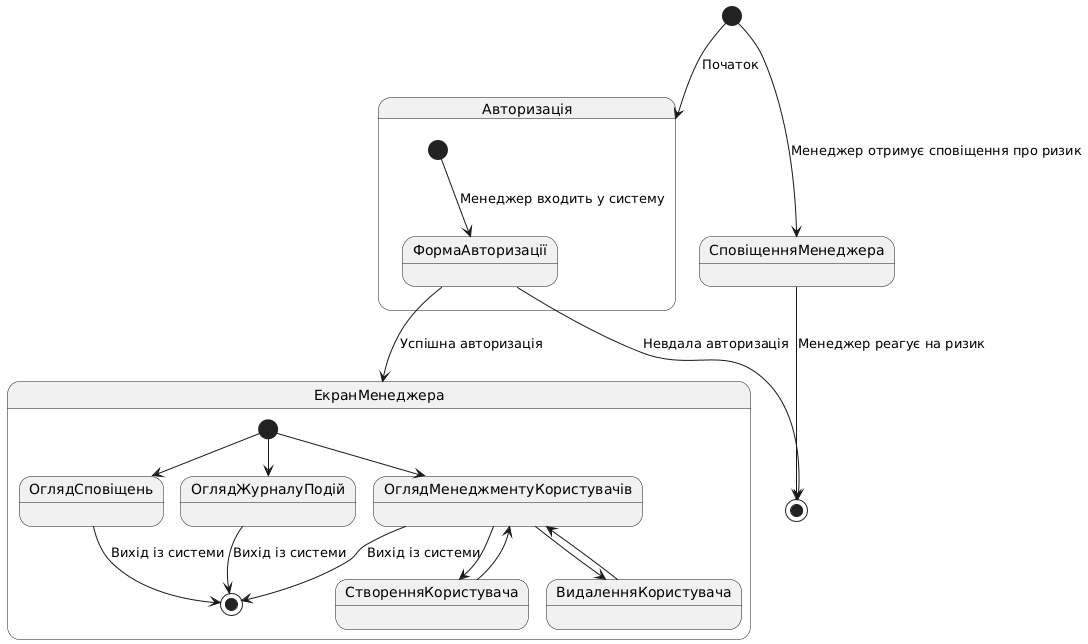 Початок
Авторизація
Менеджер отримує сповіщення про ризик
Менеджер входить у систему
ФормаАвторизації
СповіщенняМенеджера
Успішна авторизація
Невдала авторизація
Менеджер реагує на ризик
ЕкранМенеджера
ОглядСповіщень
ОглядЖурналуПодій
ОглядМенеджментуКористувачів
Вихід із системи
Вихід із системи
Вихід із системи
СтворенняКористувача
ВидаленняКористувача